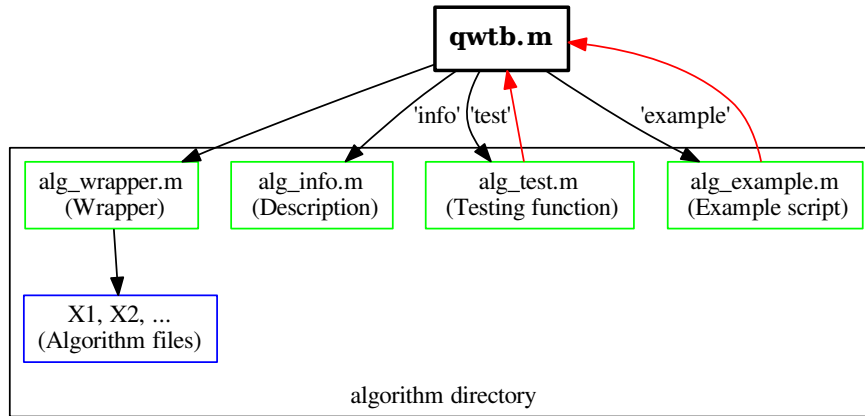 qwtb.m
'info'
'test'
'example'
alg_wrapper.m
(Wrapper)
alg_info.m
(Description)
alg_test.m
(Testing function)
alg_example.m
(Example script)
X1, X2, ...
(Algorithm files)
algorithm directory